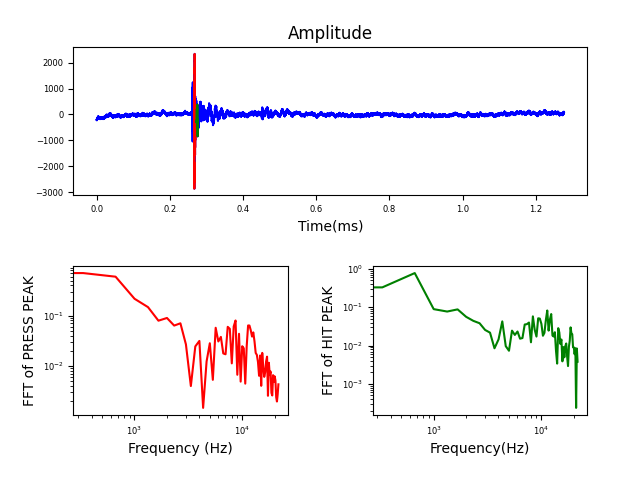 Amplitude
2000
1000
0
−1000
−2000
−3000
0.0 0.2 0.4 0.6 0.8 1.0 1.2
Time(ms)
FFT of PRESS PEAK
10⁻¹
10⁻²
10³ 10⁴
Frequency (Hz)
FFT of HIT PEAK
10⁰
10⁻¹
10⁻²
10⁻³
10³ 10⁴
Frequency(Hz)